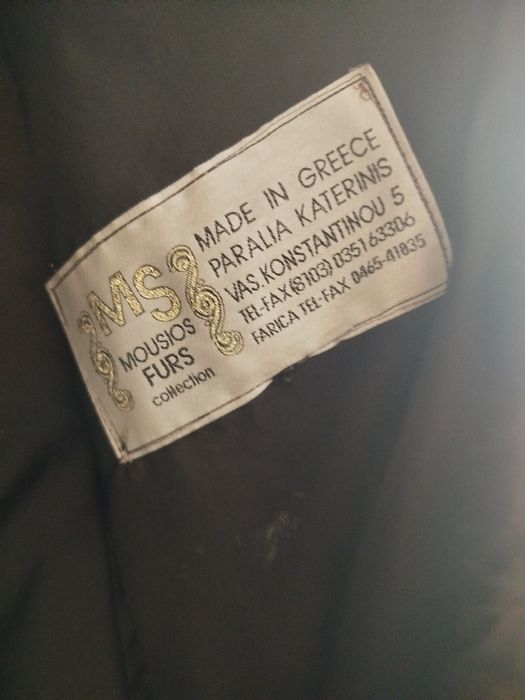 MS
MOUSIOS
FURS
collection
MADE IN GREECE
PARALIA KATERINIS
VAS.KONSTANTINOU 5
TEL-FAX(8103) 0351 63306
FARICA TEL-FAX 0465-41835